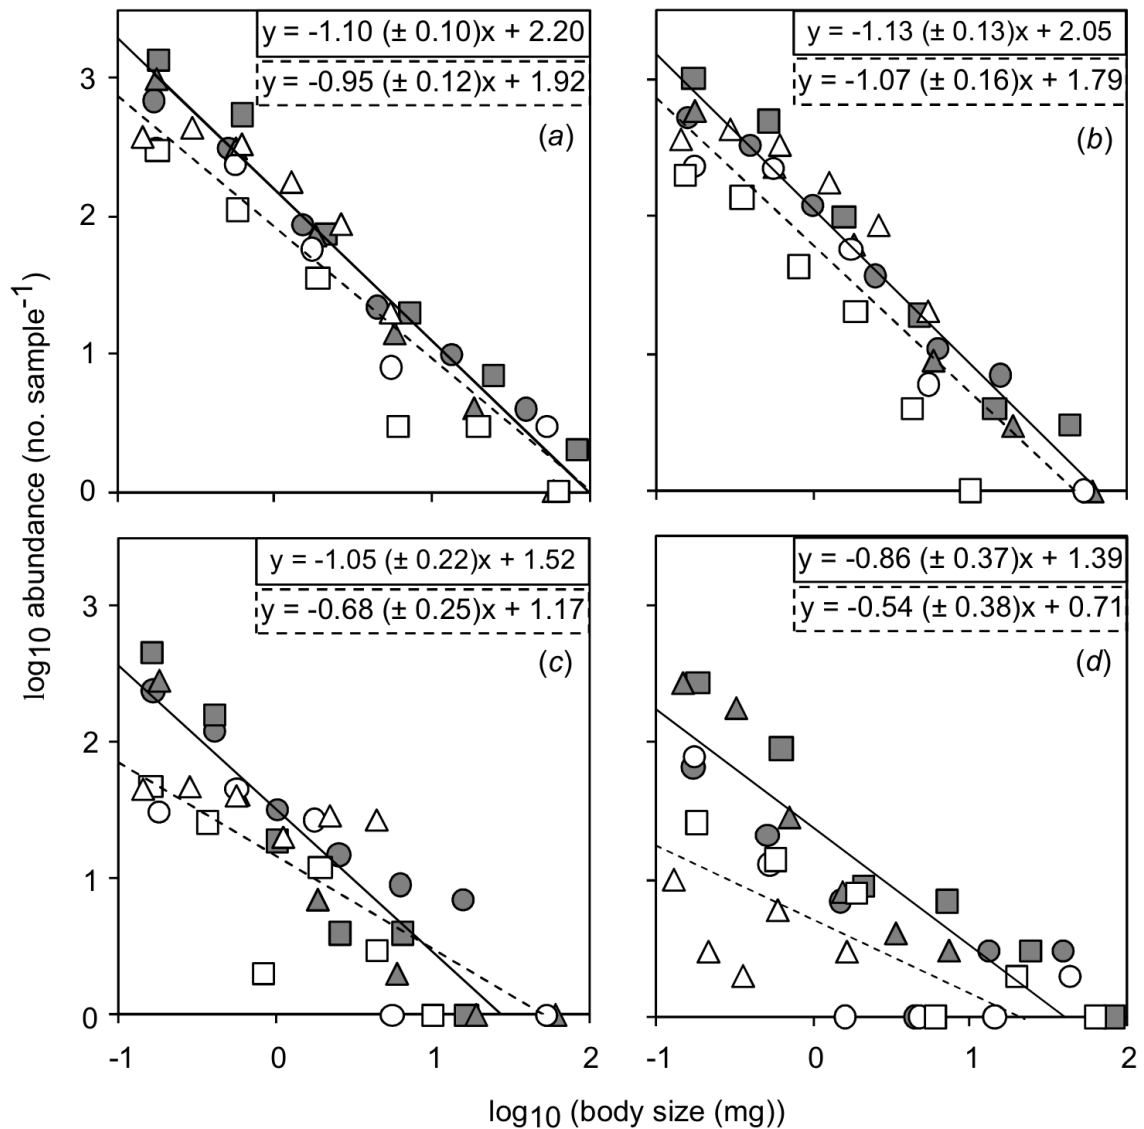 y = -1.10 (± 0.10)x + 2.20
y = -0.95 (± 0.12)x + 1.92
(a)
3
2
1
0
y = -1.13 (± 0.13)x + 2.05
y = -1.07 (± 0.16)x + 1.79
(b)
y = -1.05 (± 0.22)x + 1.52
y = -0.68 (± 0.25)x + 1.17
(c)
3
2
1
0
-1 0 1 2
y = -0.86 (± 0.37)x + 1.39
y = -0.54 (± 0.38)x + 0.71
(d)
-1 0 1 2
log10 abundance (no. sample-1)
log10 (body size (mg))